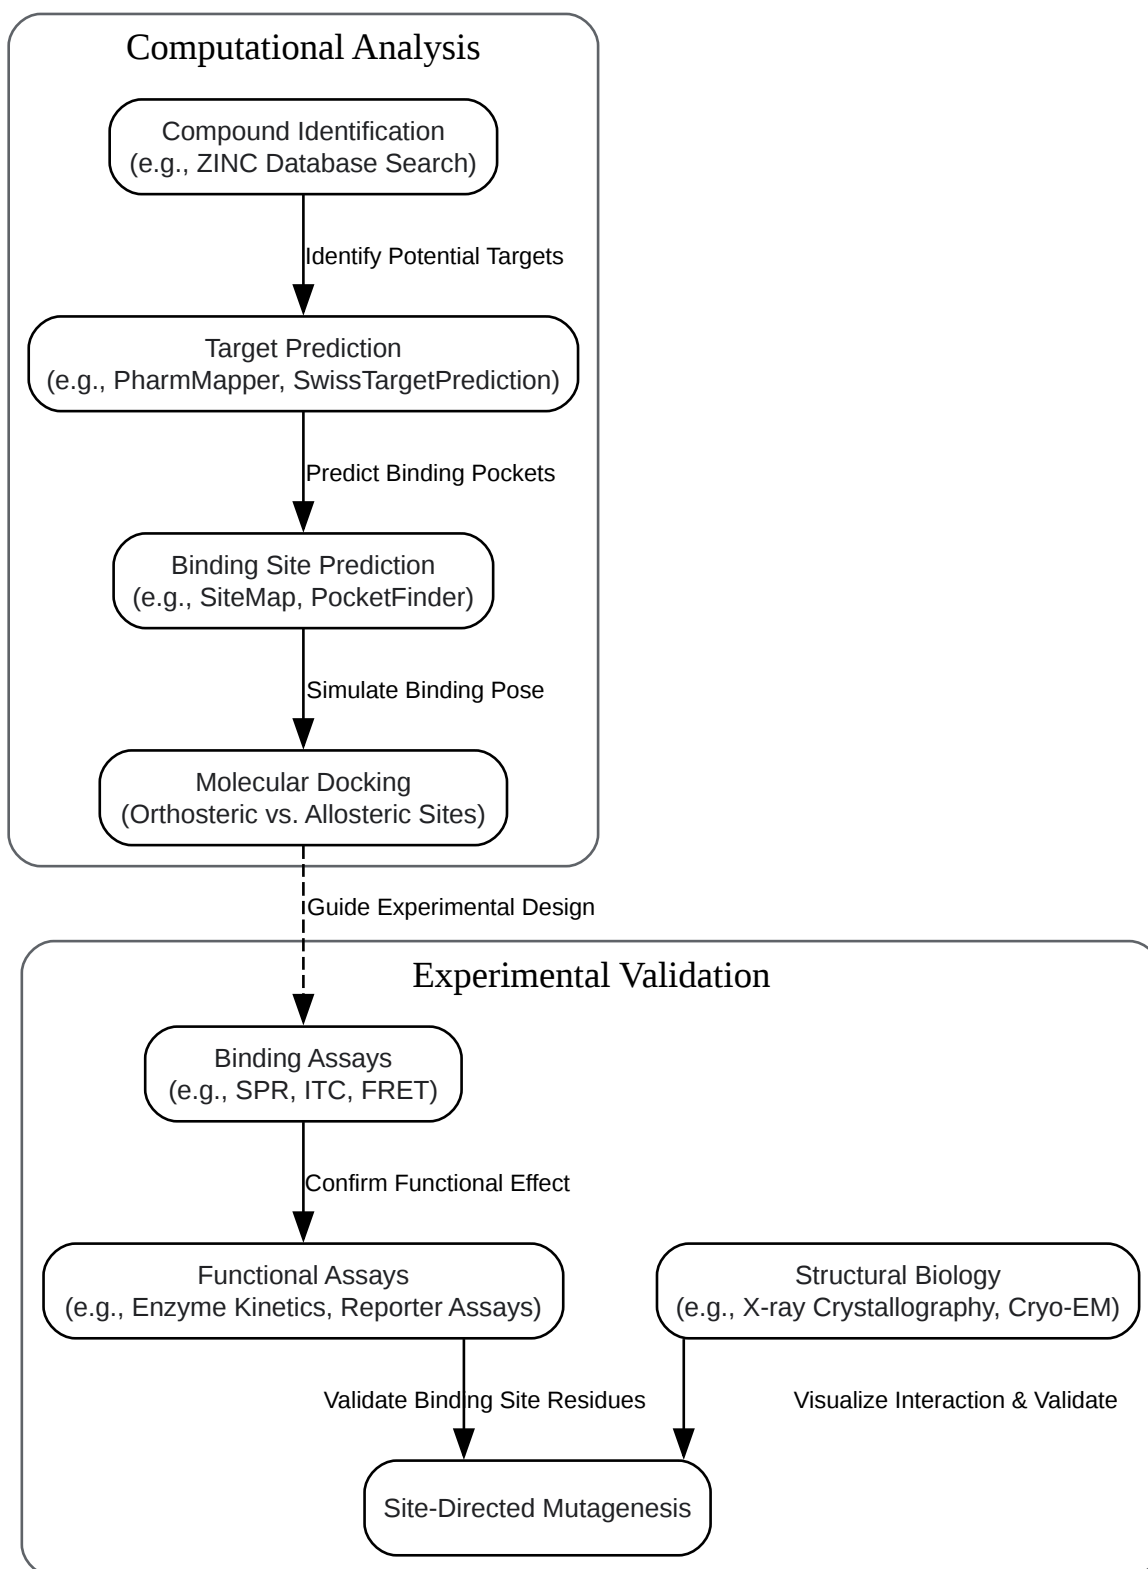 Computational Analysis
Compound Identification
(e.g., ZINC Database Search)
Identify Potential Targets
Target Prediction
(e.g., PharmMapper, SwissTargetPrediction)
Predict Binding Pockets
Binding Site Prediction
(e.g., SiteMap, PocketFinder)
Simulate Binding Pose
Molecular Docking
(Orthosteric vs. Allosteric Sites)
Guide Experimental Design
Experimental Validation
Binding Assays
(e.g., SPR, ITC, FRET)
Confirm Functional Effect
Functional Assays
(e.g., Enzyme Kinetics, Reporter Assays)
Structural Biology
(e.g., X-ray Crystallography, Cryo-EM)
Validate Binding Site Residues
Visualize Interaction & Validate
Site-Directed Mutagenesis